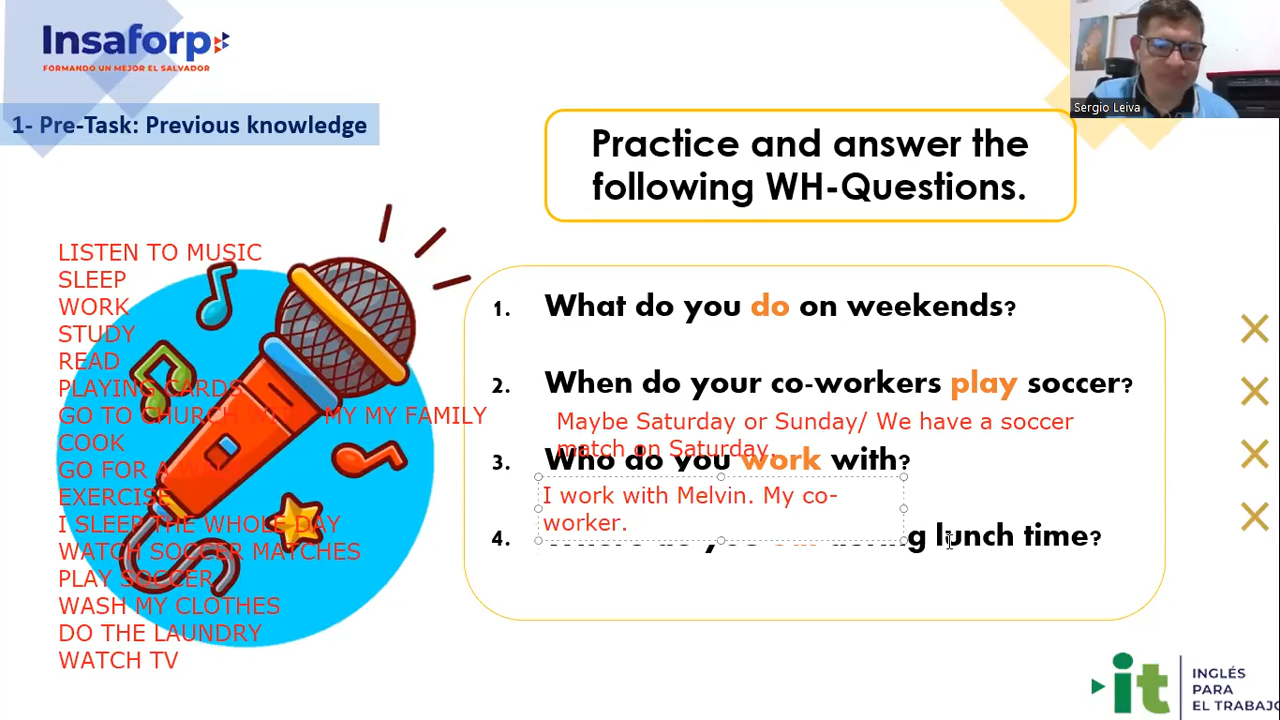 Insaforp
FORMANDO UN MEJOR EL SALVADOR
1- Pre-Task: Previous knowledge
Sergio Leiva
Practice and answer the
following WH-Questions.
LISTEN TO MUSIC
SLEEP
WORK
STUDY
READ
PLAYING CARDS
GO TO CHURCH MY MY FAMILY
COOK
GO FOR A
EXERCISE
I SLEEP THE WHOLE DAY
WATCH SOCCER MATCHES
PLAY SOCCER
WASH MY CLOTHES
DO THE LAUNDRY
WATCH TV
1. What do you do on weekends?
2. When do your co-workers play soccer?
Maybe Saturday or Sunday/ We have a soccer
match on Saturday.
3. Who do you work with?
I work with Melvin. My co-
worker.
4. lunch time?
it
INGLÉS
PARA
EL TRABAJO